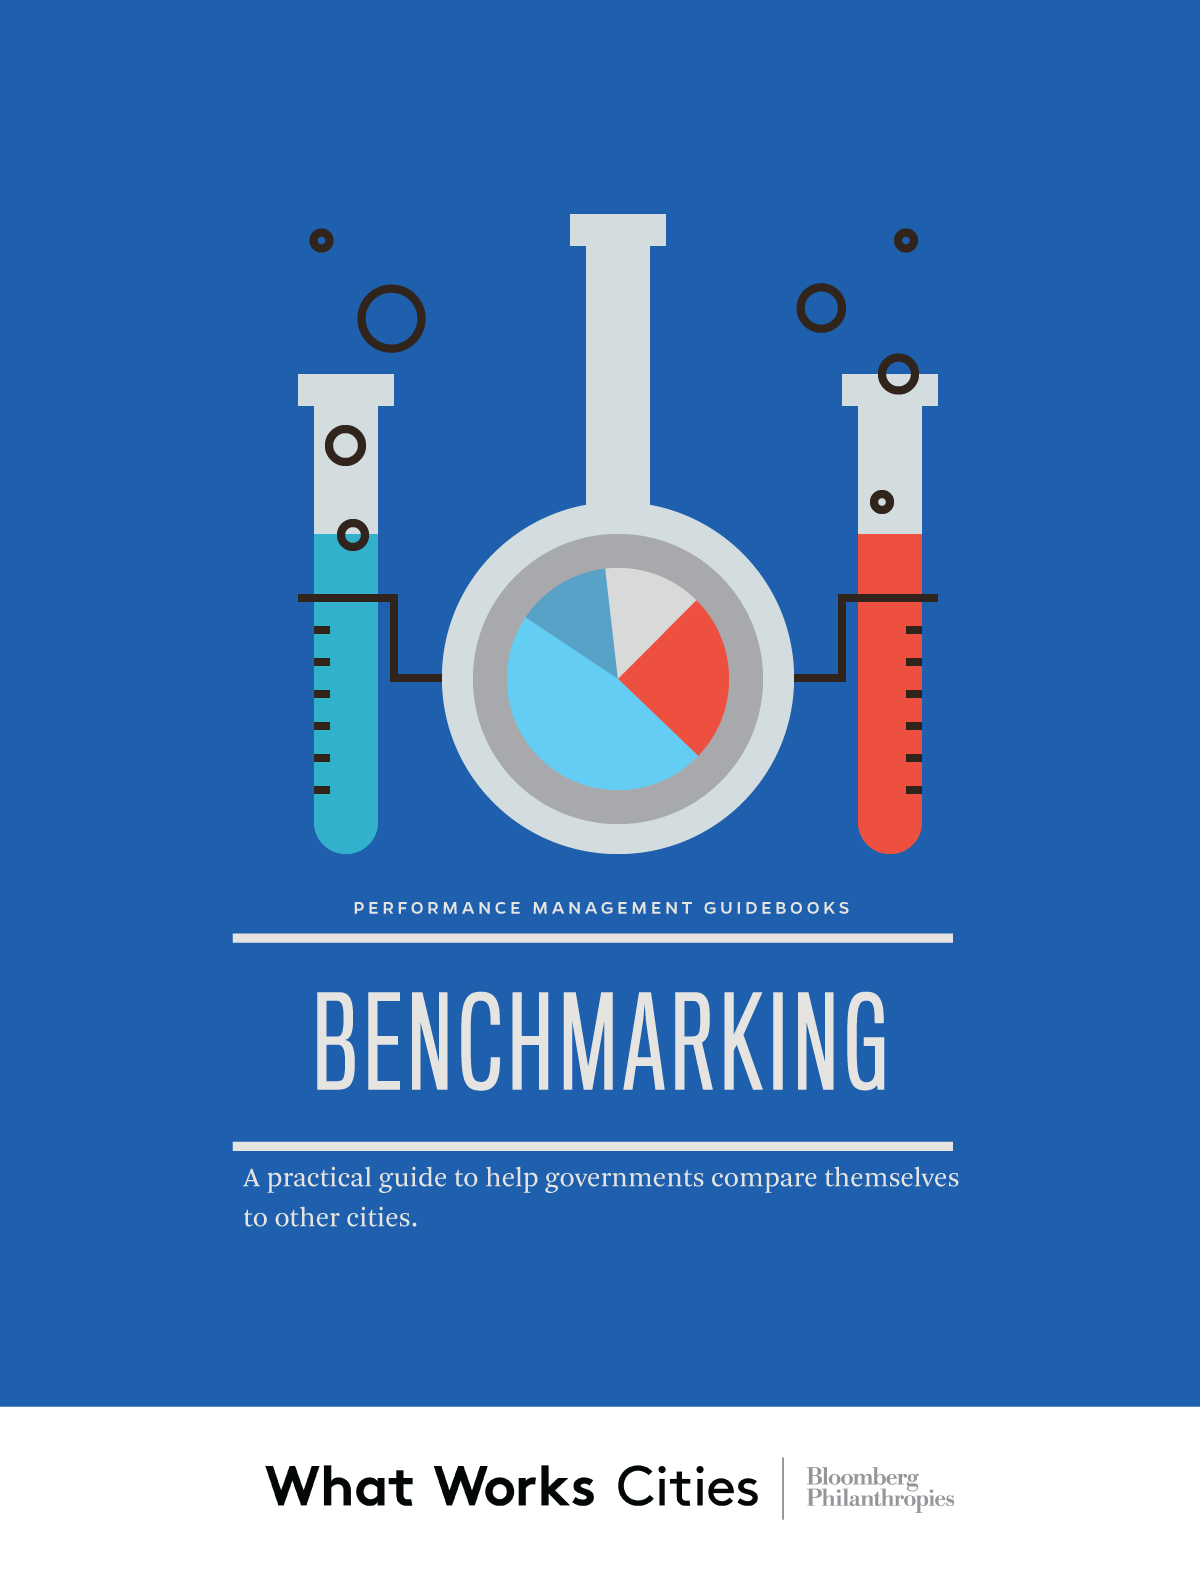 PERFORMANCE MANAGEMENT GUIDEBOOKS
BENCHMARKING
A practical guide to help governments compare themselves
to other cities.
What Works Cities
Bloomberg
Philanthropies